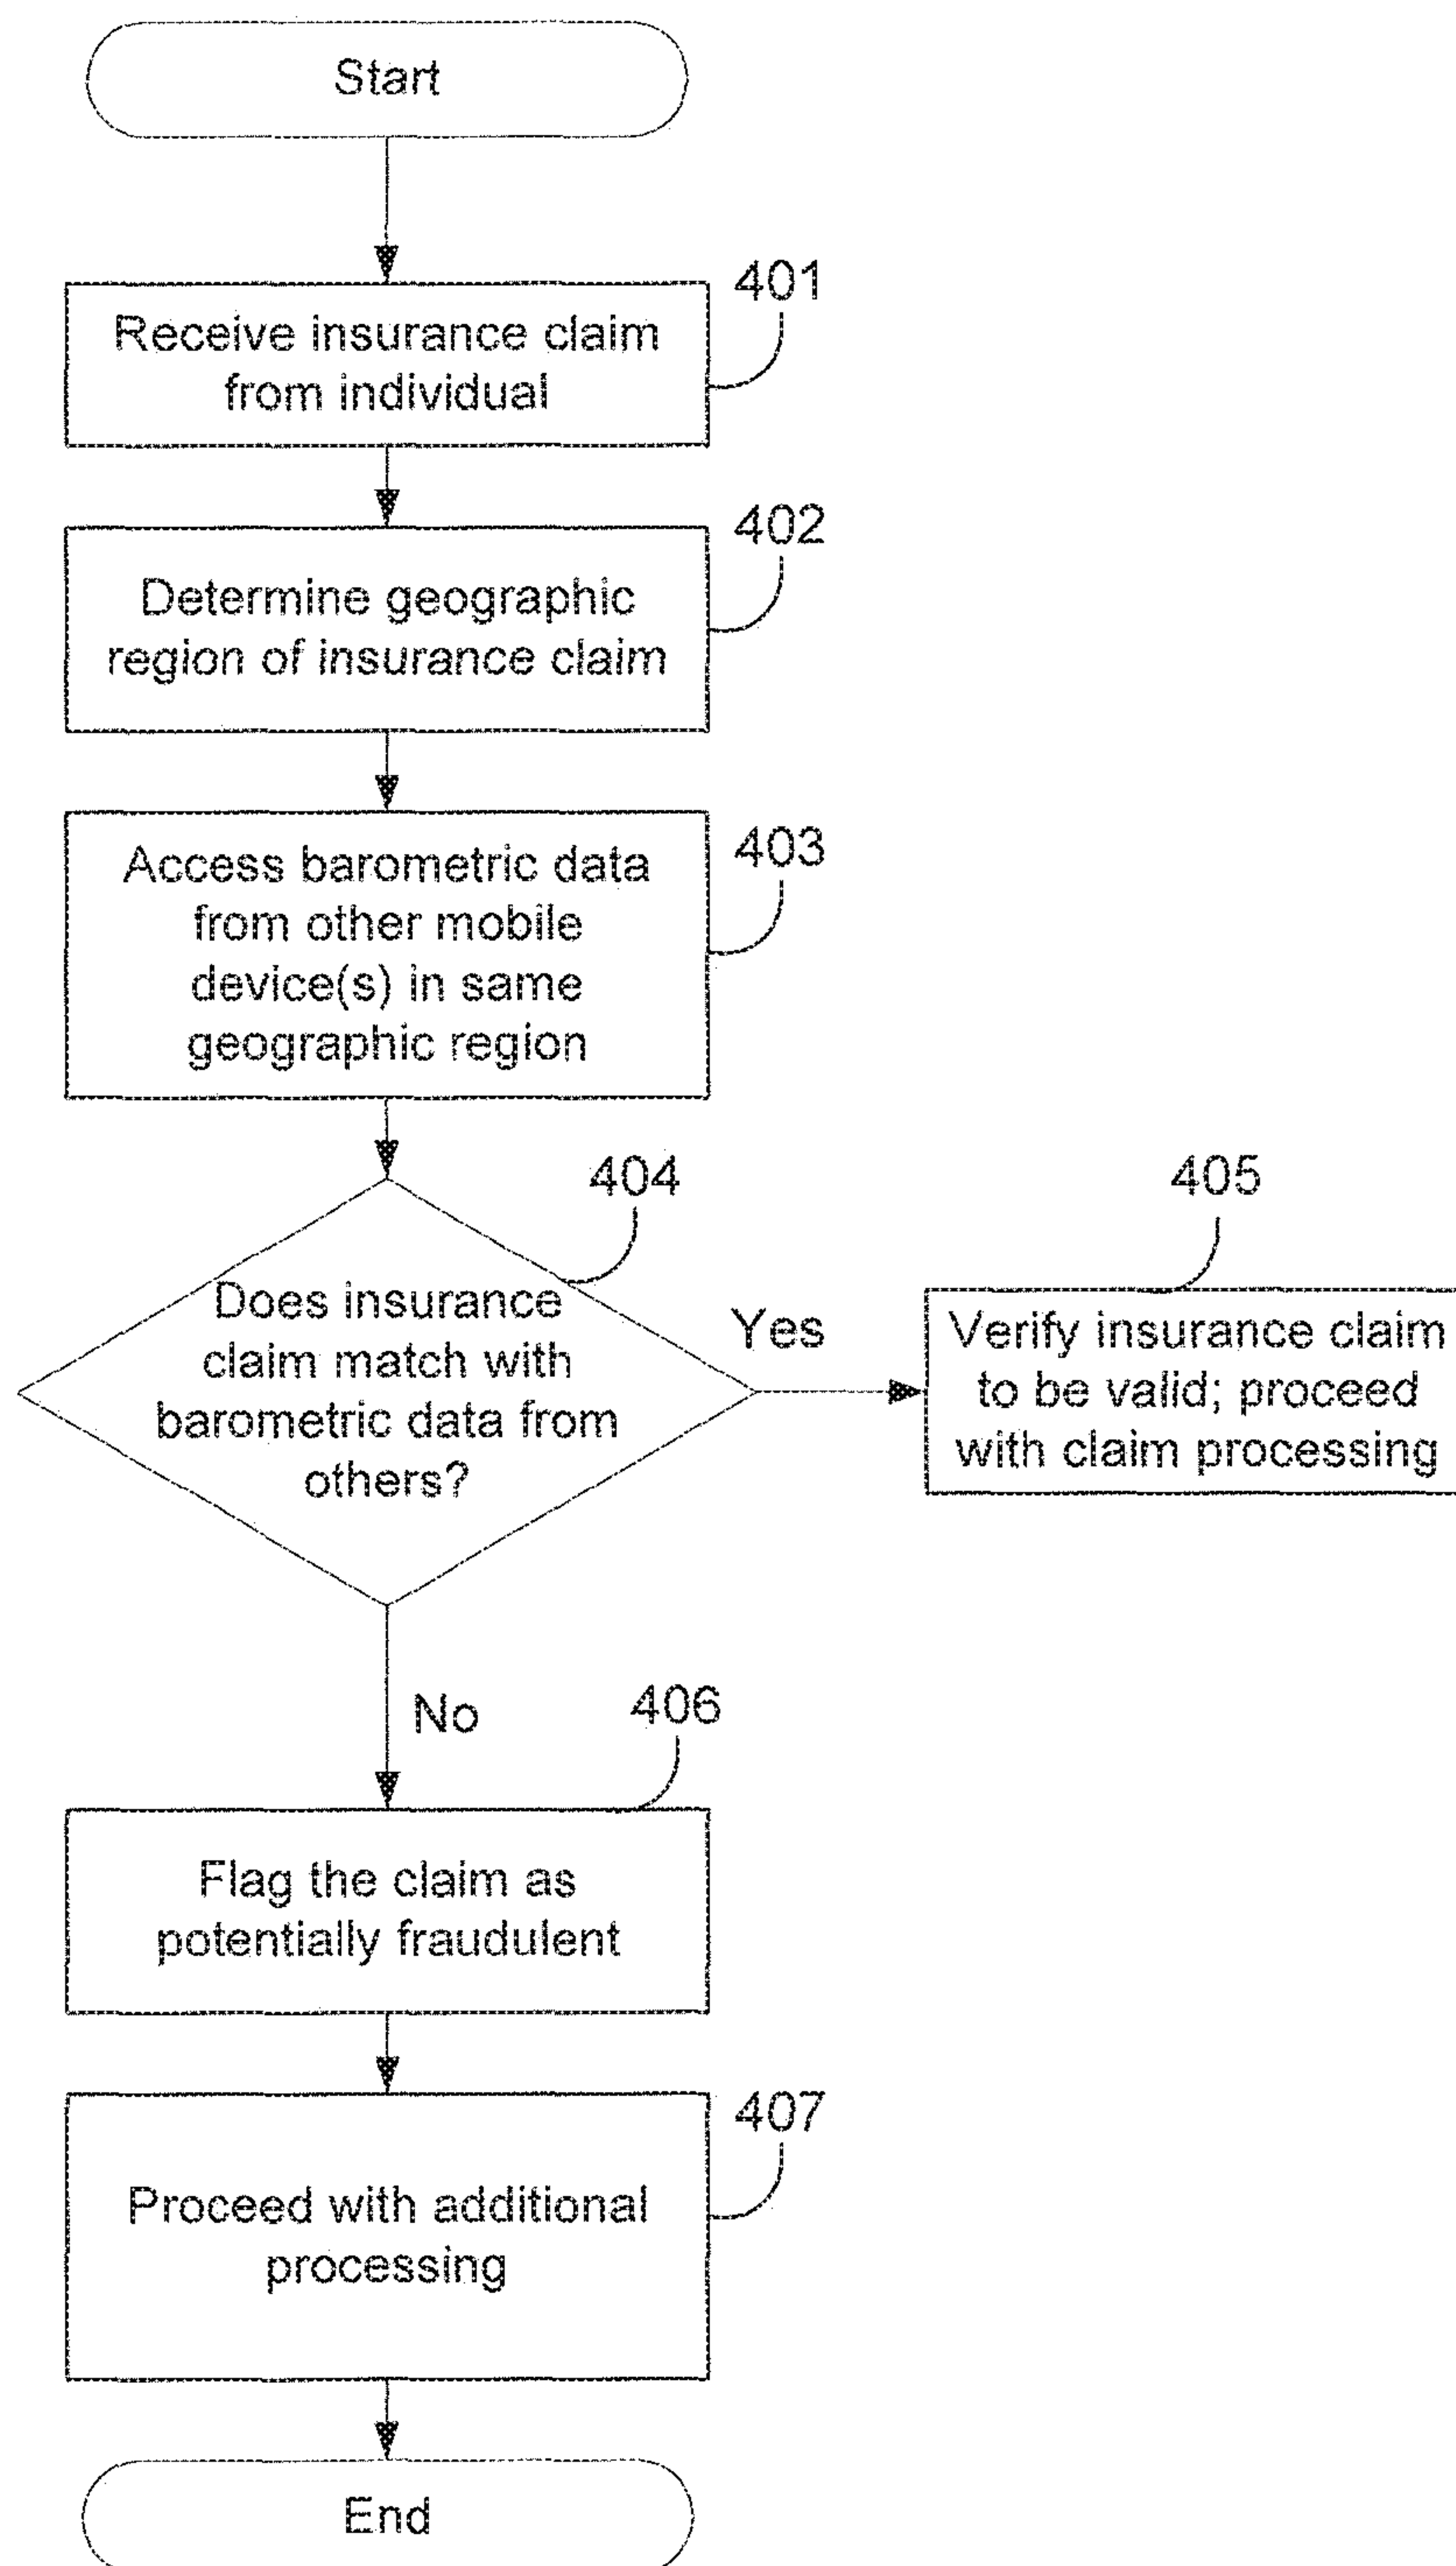 Start
401
Receive insurance claim
from individual
402
Determine geographic
region of insurance claim
403
Access barometric data
from other mobile
device(s) in same
geographic region
404
Does insurance
claim match with
barometric data from
others?
Yes
405
Verify insurance claim
to be valid; proceed
with claim processing
No
406
Flag the claim as
potentially fraudulent
407
Proceed with additional
processing
End